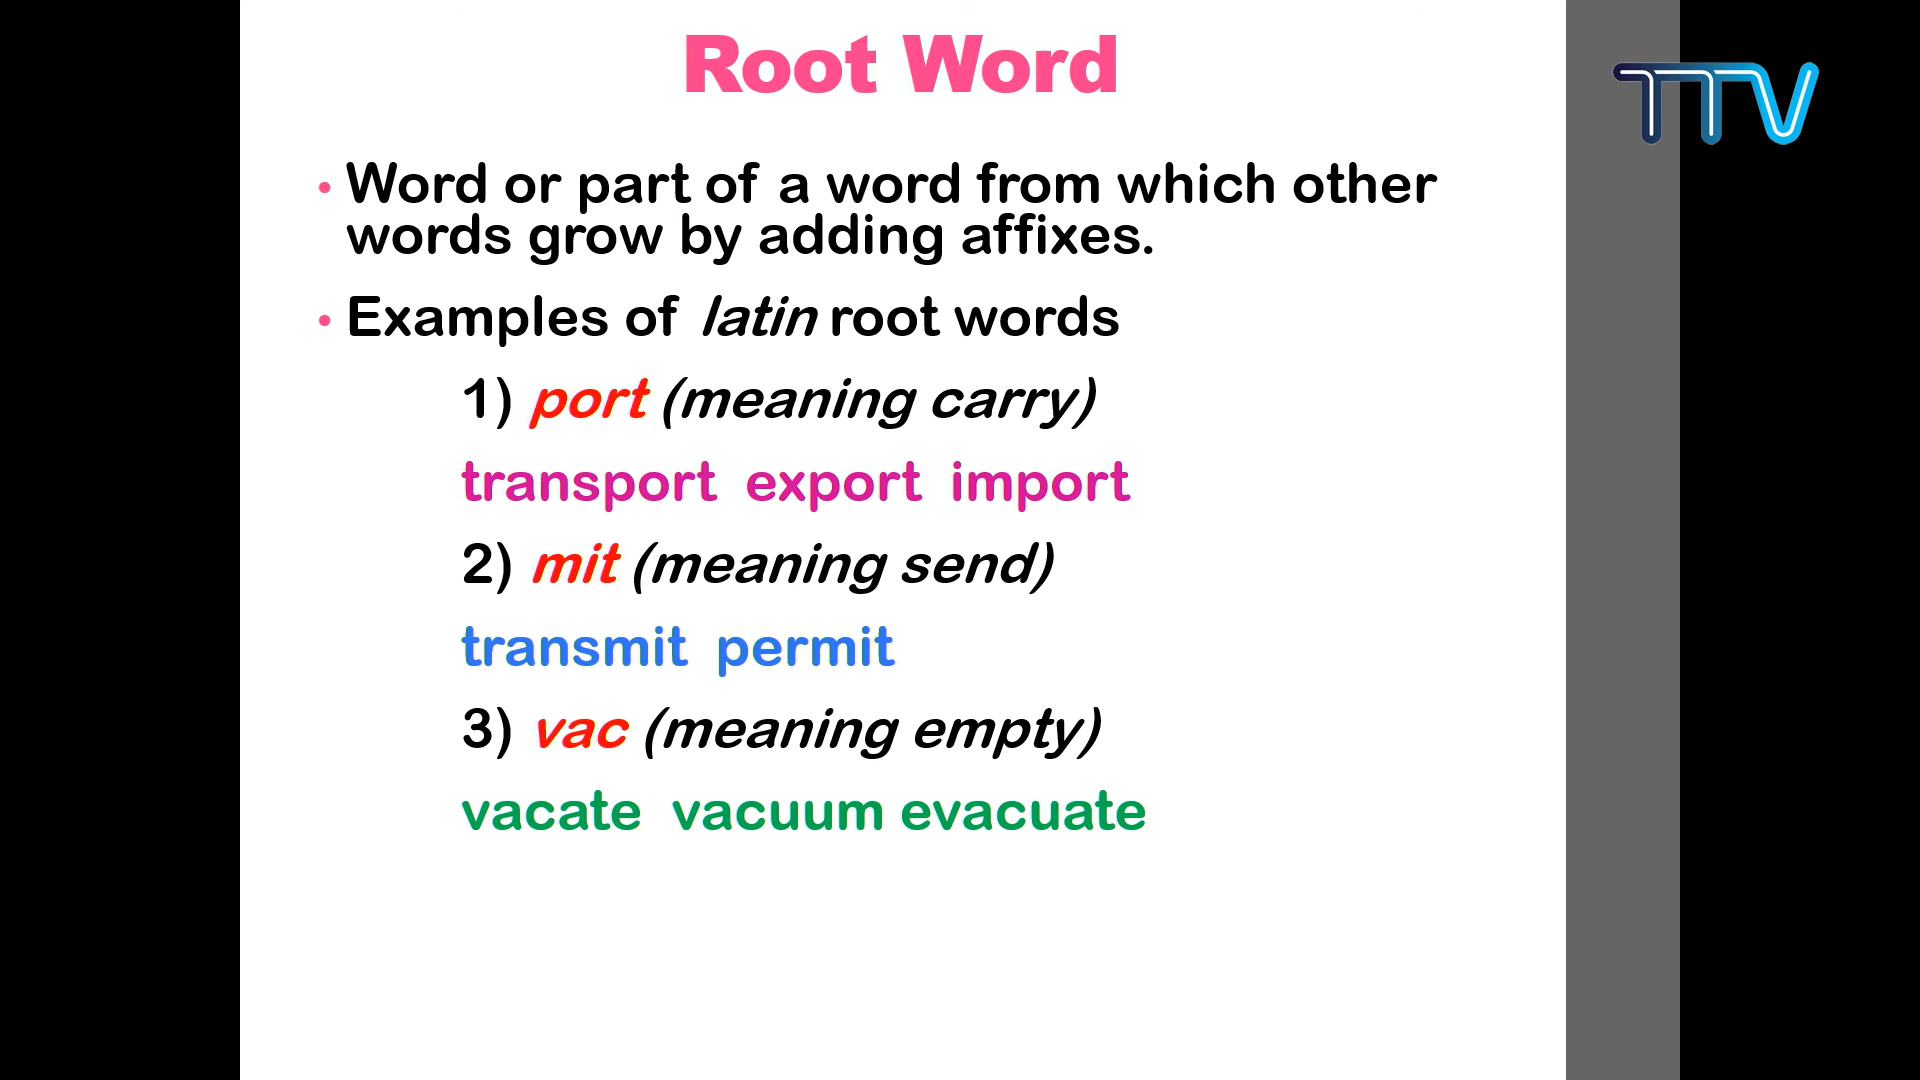 Root Word
TTV
• Word or part of a word from which other
words grow by adding affixes.
• Examples of latin root words
1) port (meaning carry)
transport export import
2) mit (meaning send)
transmit permit
3) vac (meaning empty)
vacate vacuum evacuate